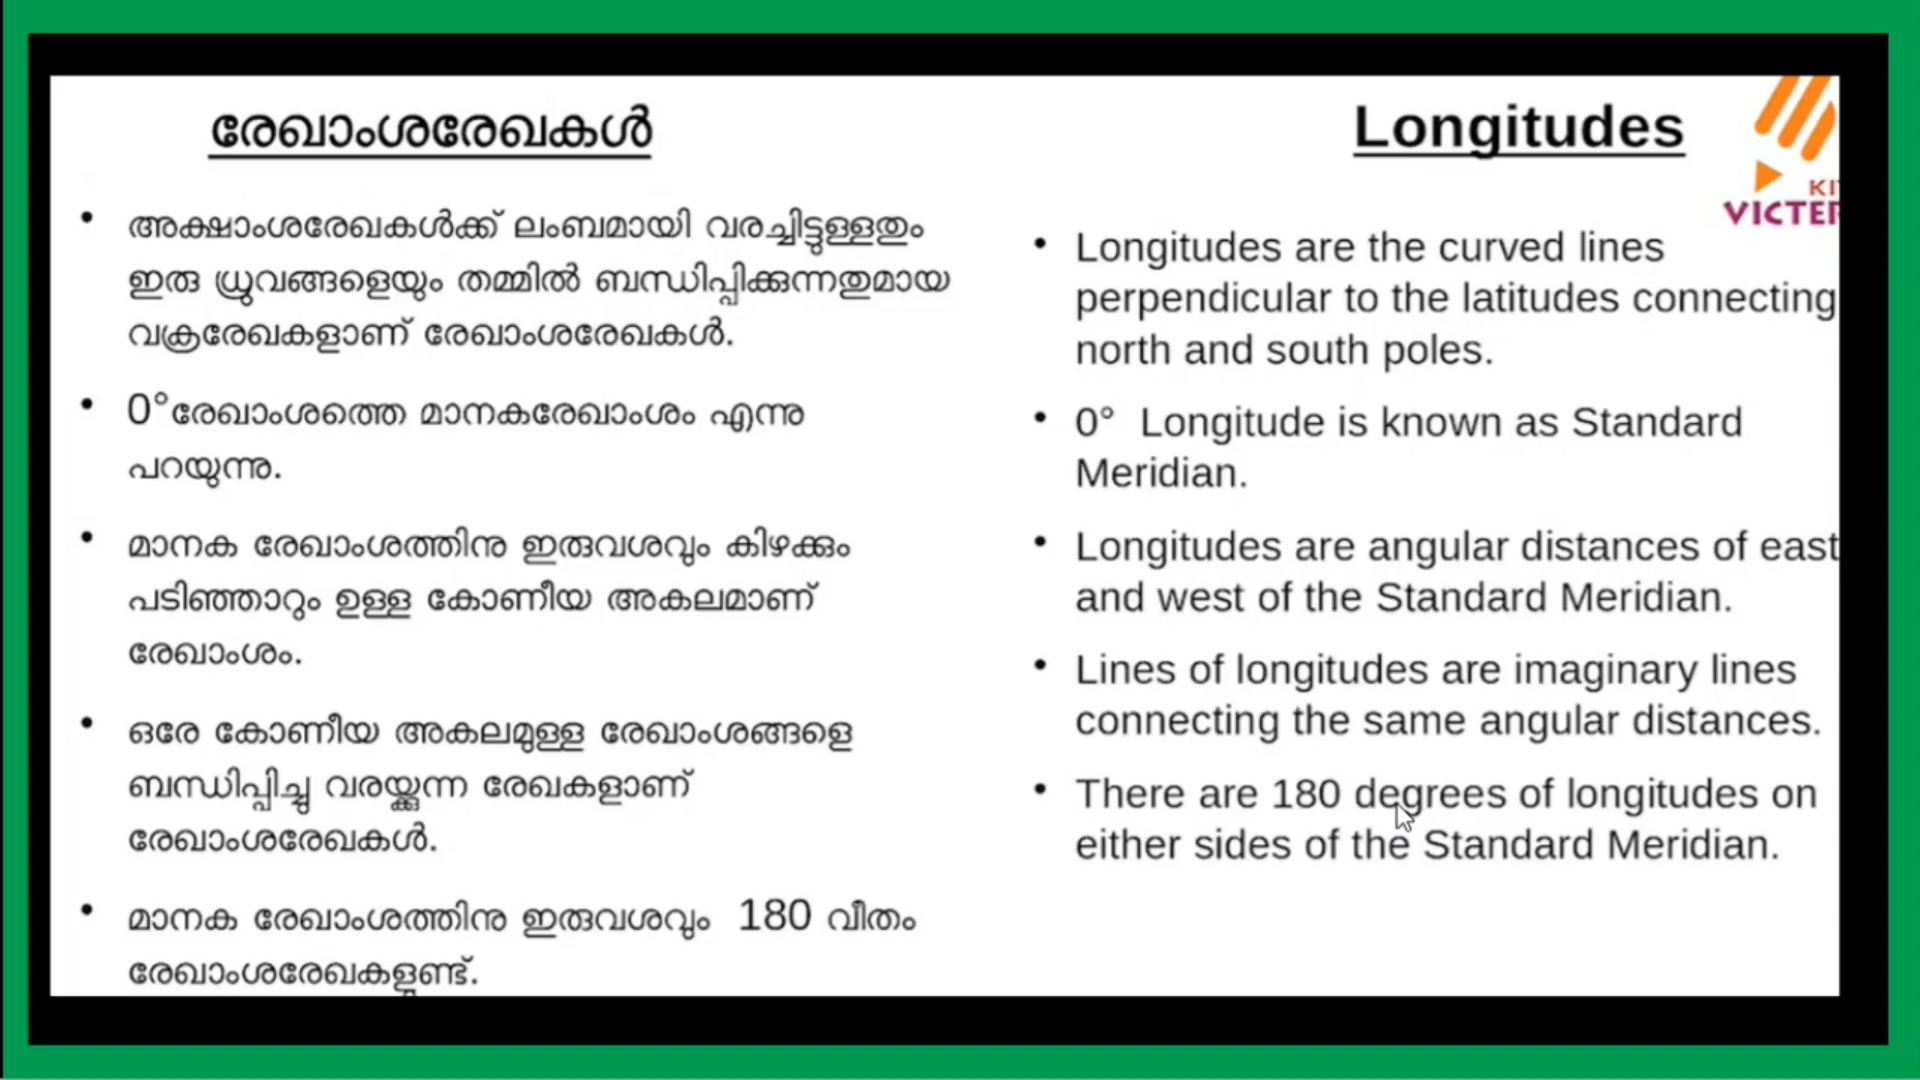 രേഖാംശരേഖകൾ
അക്ഷാംശരേഖകൾക്ക് ലംബമായി വരച്ചിട്ടുള്ളതും
ഇരു ധ്രുവങ്ങളെയും തമ്മിൽ ബന്ധിപ്പിക്കുന്നതുമായ
വക്രരേഖകളാണ് രേഖാംശരേഖകൾ.
0°രേഖാംശത്തെ മാനകരേഖാംശം എന്നു
പറയുന്നു.
മാനക രേഖാംശത്തിനു ഇരുവശവും കിഴക്കും
പടിഞ്ഞാറും ഉള്ള കോണീയ അകലമാണ്
രേഖാംശം.
ഒരേ കോണീയ അകലമുള്ള രേഖാംശങ്ങളെ
ബന്ധിപ്പിച്ചു വരയ്ക്കുന്ന രേഖകളാണ്
രേഖാംശരേഖകൾ.
മാനക രേഖാംശത്തിനു ഇരുവശവും 180 വീതം
രേഖാംശരേഖകളുണ്ട്.
Longitudes
Longitudes are the curved lines
perpendicular to the latitudes connecting
north and south poles.
0° Longitude is known as Standard
Meridian.
Longitudes are angular distances of east
and west of the Standard Meridian.
Lines of longitudes are imaginary lines
connecting the same angular distances.
There are 180 degrees of longitudes on
either sides of the Standard Meridian.
KI
VICTER